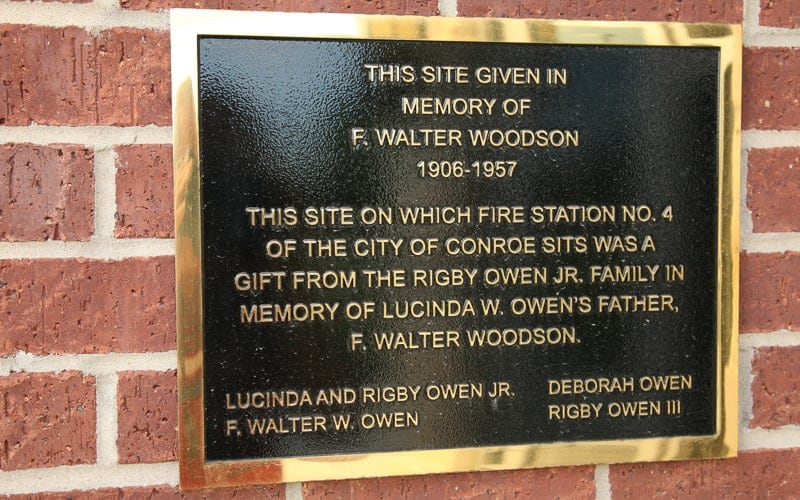 THIS SITE GIVEN IN
MEMORY OF
F. WALTER WOODSON
1906-1957
THIS SITE ON WHICH FIRE STATION NO. 4
OF THE CITY OF CONROE SITS WAS A
GIFT FROM THE RIGBY OWEN JR. FAMILY IN
MEMORY OF LUCINDA W. OWEN'S FATHER,
F. WALTER WOODSON.
LUCINDA AND RIGBY OWEN JR.
F. WALTER W. OWEN
DEBORAH OWEN
RIGBY OWEN III